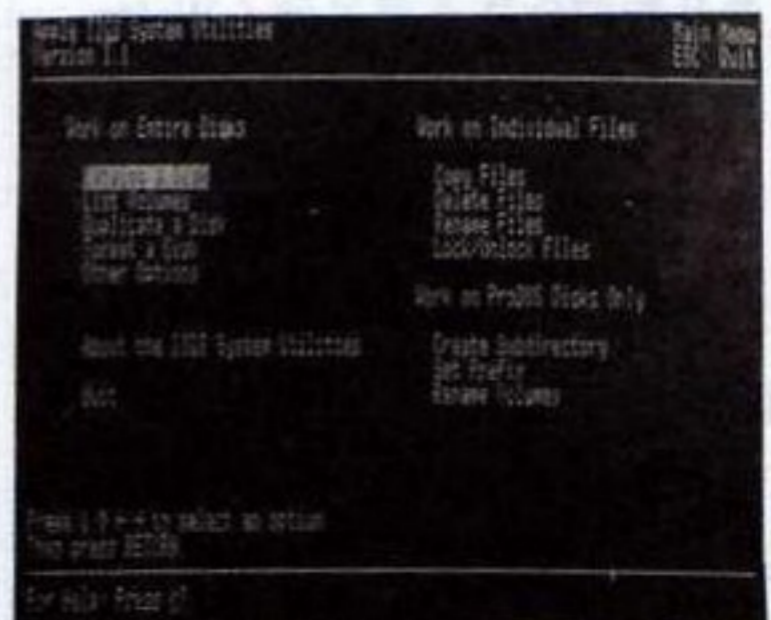 Apple IIGS System Utilities
Version 1.1
Main Menu
ESC: Quit
Work on Entire Disks
Catalog a Disk
List Volumes
Duplicate a Disk
Format a Disk
Other Options
About the IIGS System Utilities
Quit
Work on Individual Files
Copy Files
Delete Files
Rename Files
Lock/Unlock Files
Work on ProDOS Disks Only
Create Subdirectory
Set Prefix
Rename Volumes
to select an option
Then press RETURN
For Help: Press